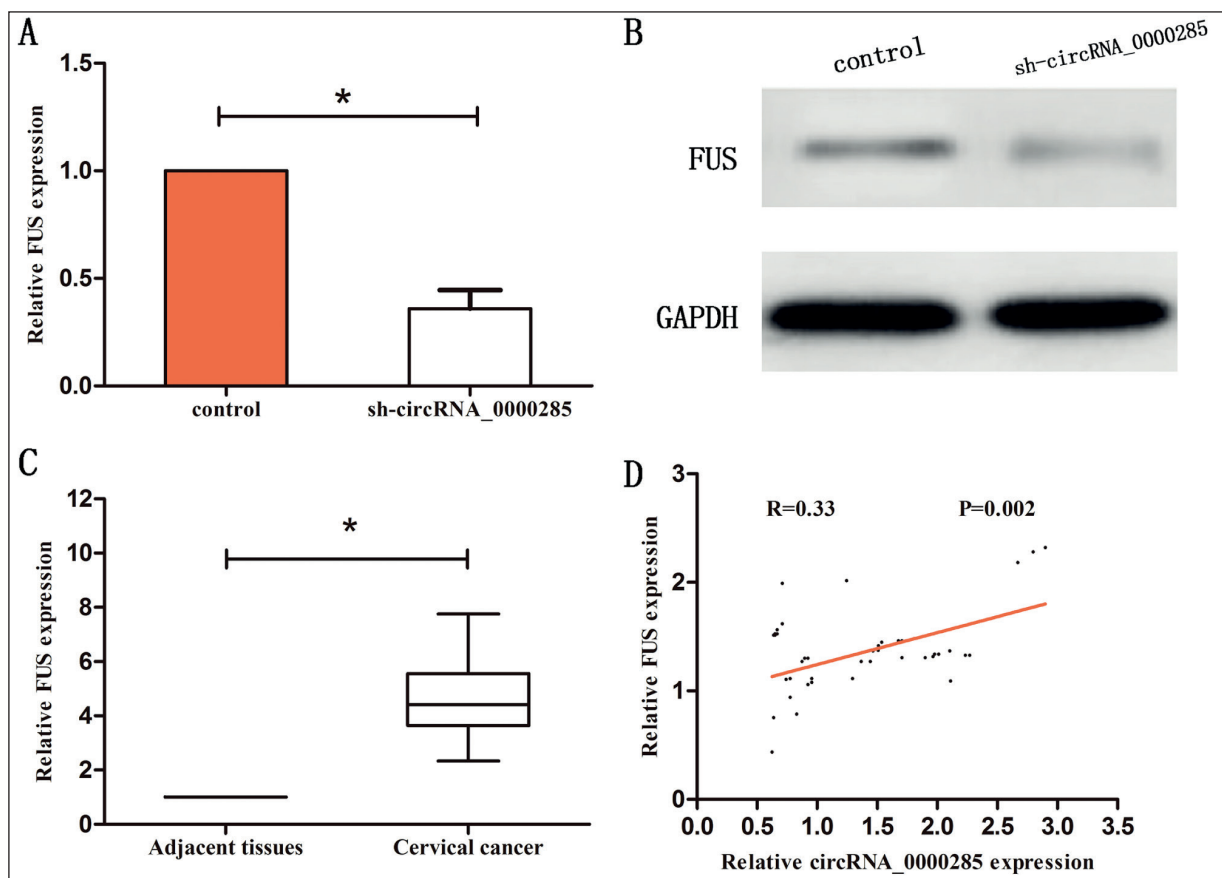 A
Relative FUS expression
1.5
1.0
0.5
0.0
*
control
sh-circRNA_0000285
B
control
sh-circRNA_0000285
FUS
GAPDH
C
Relative FUS expression
12
10
8
6
4
2
0
*
Adjacent tissues
Cervical cancer
D
Relative FUS expression
3
2
1
0
R=0.33
P=0.002
0.0
0.5
1.0
1.5
2.0
2.5
3.0
3.5
Relative circRNA_0000285 expression